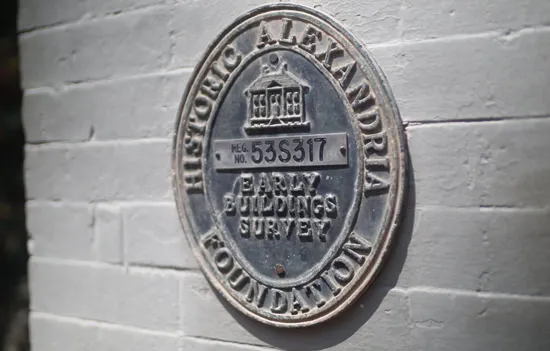 HISTORIC ALEXANDRIA
REG. NO. 53S317
EARLY
BUILDINGS
SURVEY
FOUNDATION